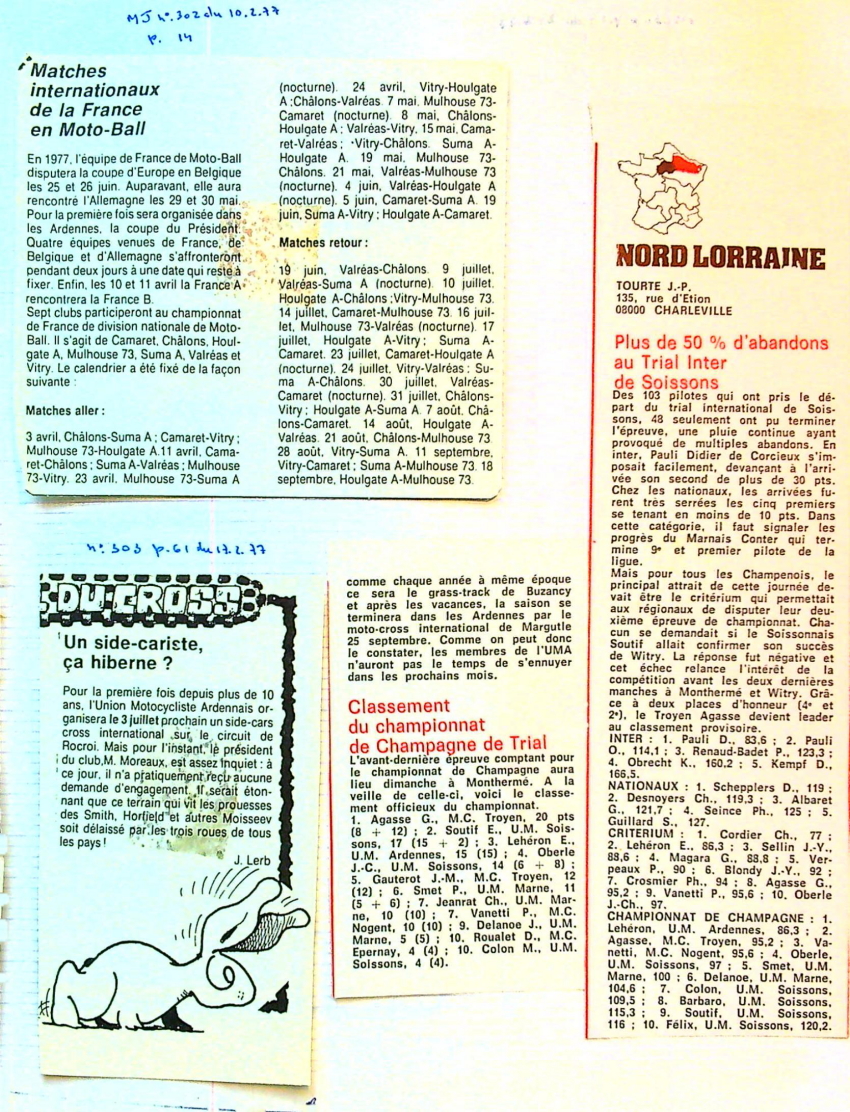 MJ n°. 302 du 10.2.77
p. 14
Matches
internationaux
de la France
en Moto-Ball
En 1977, l'équipe de France de Moto-Ball
disputera la coupe d'Europe en Belgique
les 25 et 26 juin. Auparavant, elle aura
rencontré l'Allemagne les 29 et 30 mai.
Pour la première fois sera organisée dans
les Ardennes, la coupe du Président.
Quatre équipes venues de France, de
Belgique et d'Allemagne s'affronteront
pendant deux jours à une date qui reste à
fixer. Enfin, les 10 et 11 avril la France A
rencontrera la France B.
Sept clubs participeront au championnat
de France de division nationale de Moto-
Ball. Il s'agit de Camaret, Châlons, Houl-
gate A, Mulhouse 73, Suma A, Valréas et
Vitry. Le calendrier a été fixé de la façon
suivante :
Matches aller :
3 avril, Châlons-Suma A ; Camaret-Vitry ;
Mulhouse 73-Houlgate A.11 avril, Cama-
ret-Châlons ; Suma A-Valréas ; Mulhouse
73-Vitry. 23 avril, Mulhouse 73-Suma A
(nocturne). 24 avril, Vitry-Houlgate
A ;Châlons-Valréas. 7 mai, Mulhouse 73-
Camaret (nocturne). 8 mai, Châlons-
Houlgate A ; Valréas-Vitry. 15 mai, Cama-
ret-Valréas ; Vitry-Châlons. Suma A-
Houlgate A. 19 mai, Mulhouse 73-
Châlons. 21 mai, Valréas-Mulhouse 73
(nocturne). 4 juin, Valréas-Houlgate A
(nocturne). 5 juin, Camaret-Suma A. 19
juin, Suma A-Vitry ; Houlgate A-Camaret.
Matches retour :
19 juin, Valréas-Châlons. 9 juillet,
Valréas-Suma A (nocturne). 10 juillet,
Houlgate A-Châlons ;Vitry-Mulhouse 73.
14 juillet, Camaret-Mulhouse 73. 16 juil-
let, Mulhouse 73-Valréas (nocturne). 17
juillet, Houlgate A-Vitry ; Suma A-
Camaret. 23 juillet, Camaret-Houlgate A
(nocturne). 24 juillet, Vitry-Valréas ; Su-
ma A-Châlons. 30 juillet, Valréas-
Camaret (nocturne). 31 juillet, Châlons-
Vitry ; Houlgate A-Suma A. 7 août, Châ-
lons-Camaret. 14 août, Houlgate A-
Valréas. 21 août, Châlons-Mulhouse 73.
28 août, Vitry-Suma A. 11 septembre,
Vitry-Camaret ; Suma A-Mulhouse 73. 18
septembre, Houlgate A-Mulhouse 73.
n°. 303 p.61 du 17.2.77
DU CROSS
Un side-cariste,
ça hiberne ?
Pour la première fois depuis plus de 10
ans, l'Union Motocycliste Ardennais or-
ganisera le 3 juillet prochain un side-cars
cross international sur le circuit de
Rocroi. Mais pour l'instant, le président
du club,M. Moreaux, est assez inquiet : à
ce jour, il n'a pratiquement reçu aucune
demande d'engagement. Il serait éton-
nant que ce terrain qui vit les prouesses
des Smith, Horfield et autres Moisseev
soit délaissé par les trois roues de tous
les pays !
J. Lerb
comme chaque année à même époque
ce sera le grass-track de Buzancy
et après les vacances, la saison se
terminera dans les Ardennes par le
moto-cross international de Margutle
25 septembre. Comme on peut donc
le constater, les membres de l'UMA
n'auront pas le temps de s'ennuyer
dans les prochains mois.
Classement
du championnat
de Champagne de Trial
L'avant-dernière épreuve comptant pour
le championnat de Champagne aura
lieu dimanche à Monthermé. A la
veille de celle-ci, voici le classe-
ment officieux du championnat.
1. Agasse G., M.C. Troyen, 20 pts
(8 + 12) ; 2. Soutif E., U.M. Sois-
sons, 17 (15 + 2) ; 3. Lehéron E.,
U.M. Ardennes, 15 (15) ; 4. Oberle
J.-C., U.M. Soissons, 14 (6 + 8) ;
5. Gauterot J.-M., M.C. Troyen, 12
(12) ; 6. Smet P., U.M. Marne, 11
(5 + 6) ; 7. Jeanrat Ch., U.M. Mar-
ne, 10 (10) ; 7. Vanetti P., M.C.
Nogent, 10 (10) ; 9. Delanoe J., U.M.
Marne, 5 (5) ; 10. Roualet D., M.C.
Epernay, 4 (4) ; 10. Colon M., U.M.
Soissons, 4 (4).
NORD LORRAINE
TOURTE J.-P.
135, rue d'Etion
08000 CHARLEVILLE
Plus de 50 % d'abandons
au Trial Inter
de Soissons
Des 103 pilotes qui ont pris le dé-
part du trial international de Sois-
sons, 48 seulement ont pu terminer
l'épreuve, une pluie continue ayant
provoqué de multiples abandons. En
inter, Pauli Didier de Corcieux s'im-
posait facilement, devançant à l'arri-
vée son second de plus de 30 pts.
Chez les nationaux, les arrivées fu-
rent très serrées les cinq premiers
se tenant en moins de 10 pts. Dans
cette catégorie, il faut signaler les
progrès du Marnais Conter qui ter-
mine 9e et premier pilote de la
ligue.
Mais pour tous les Champenois, le
principal attrait de cette journée de-
vait être le critérium qui permettait
aux régionaux de disputer leur deu-
xième épreuve de championnat. Cha-
cun se demandait si le Soissonnais
Soutif allait confirmer son succès
de Witry. La réponse fut négative et
cet échec relance l'intérêt de la
compétition avant les deux dernières
manches à Monthermé et Witry. Grâ-
ce à deux places d'honneur (4e et
2e), le Troyen Agasse devient leader
au classement provisoire.
INTER : 1. Pauli D., 83,6 ; 2. Pauli
O., 114,1 ; 3. Renaud-Badet P., 123,3 ;
4. Obrecht K., 160,2 ; 5. Kempf D.,
166,5.
NATIONAUX : 1. Schepplers D., 119 ;
2. Desnoyers Ch., 119,3 ; 3. Albaret
G., 121,7 ; 4. Seince Ph., 125 ; 5.
Guillard S., 127.
CRITERIUM : 1. Cordier Ch., 77 ;
2. Lehéron E., 86,3 ; 3. Sellin J.-Y.,
88,6 ; 4. Magara G., 88,8 ; 5. Ver-
peaux P., 90 ; 6. Blondy J.-Y., 92 ;
7. Crosmier Ph., 94 ; 8. Agasse G.,
95,2 ; 9. Vanetti P., 95,6 ; 10. Oberle
J.-Ch., 97.
CHAMPIONNAT DE CHAMPAGNE : 1.
Lehéron, U.M. Ardennes, 86,3 ; 2.
Agasse, M.C. Troyen, 95,2 ; 3. Va-
netti, M.C. Nogent, 95,6 ; 4. Oberle,
U.M. Soissons, 97 ; 5. Smet, U.M.
Marne, 100 ; 6. Delanoe, U.M. Marne,
104,6 ; 7. Colon, U.M. Soissons,
109,5 ; 8. Barbaro, U.M. Soissons,
115,3 ; 9. Soutif, U.M. Soissons,
116 ; 10. Félix, U.M. Soissons, 120,2.